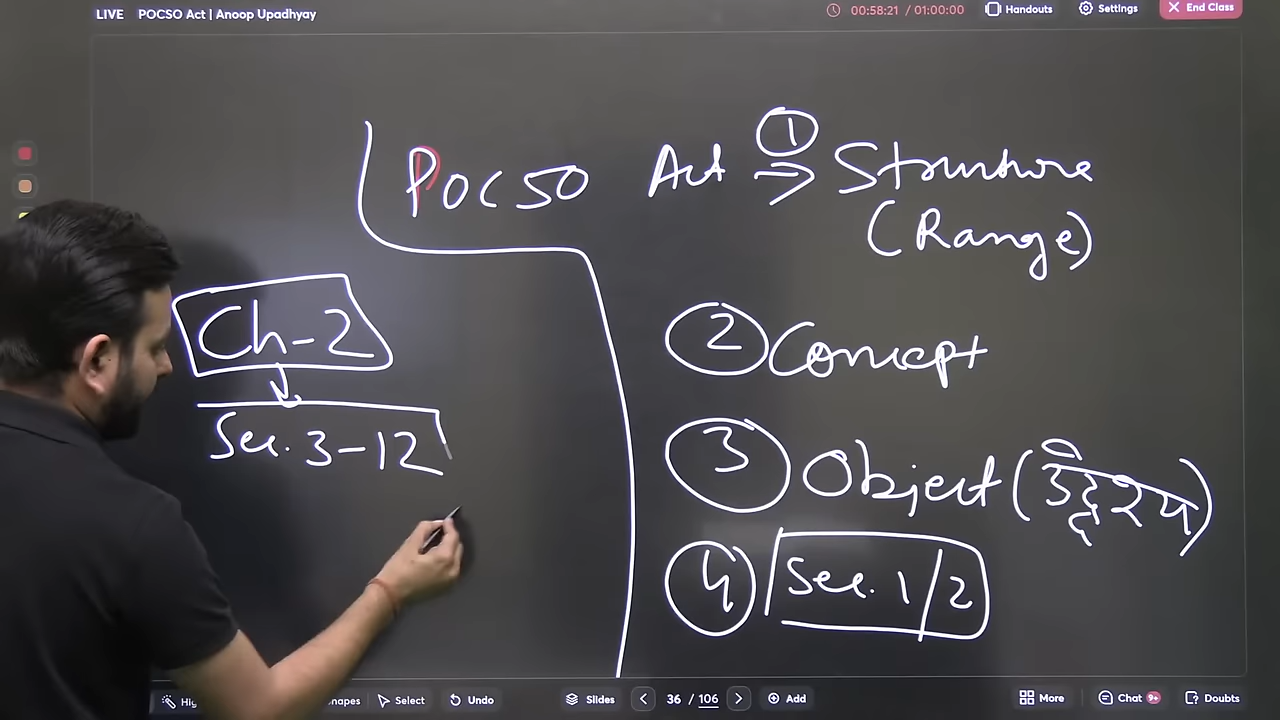 LIVE POCSO Act | Anoop Upadhyay
00:58:21 / 01:00:00 Handouts Settings End Class
POCSO Act ① ⇒ Structure
(Range)
② Concept
③ Object (उद्देश्य)
④ Sec. 1/2
Ch-2
Sec. 3-12
Select Undo Slides 36 / 106 Add More Chat 9+ Doubts